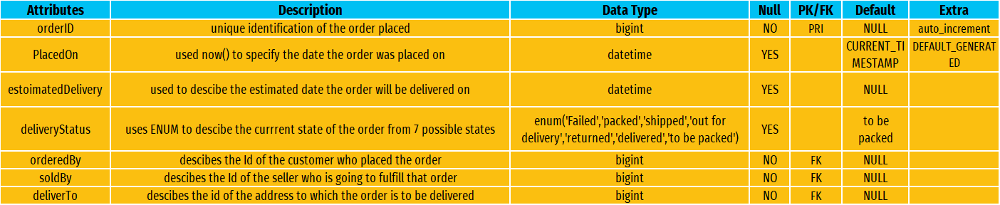 Attributes Description Data Type Null PK/FK Default Extra
orderID unique identification of the order placed bigint NO PRI NULL auto_increment
PlacedOn used now() to specify the date the order was placed on datetime YES CURRENT_TI DEFAULT_GENERAT
MESTAMP ED
estoimatedDelivery used to descibe the estimated date the order will be delivered on datetime YES NULL
deliveryStatus uses ENUM to descibe the currrent state of the order from 7 possible states enum('Failed','packed','shipped','out for YES to be
delivery','returned','delivered','to be packed') packed
orderedBy descibes the Id of the customer who placed the order bigint NO FK NULL
soldBy descibes the Id of the seller who is going to fulfill that order bigint NO FK NULL
deliverTo descibes the id of the address to which the order is to be delivered bigint NO FK NULL